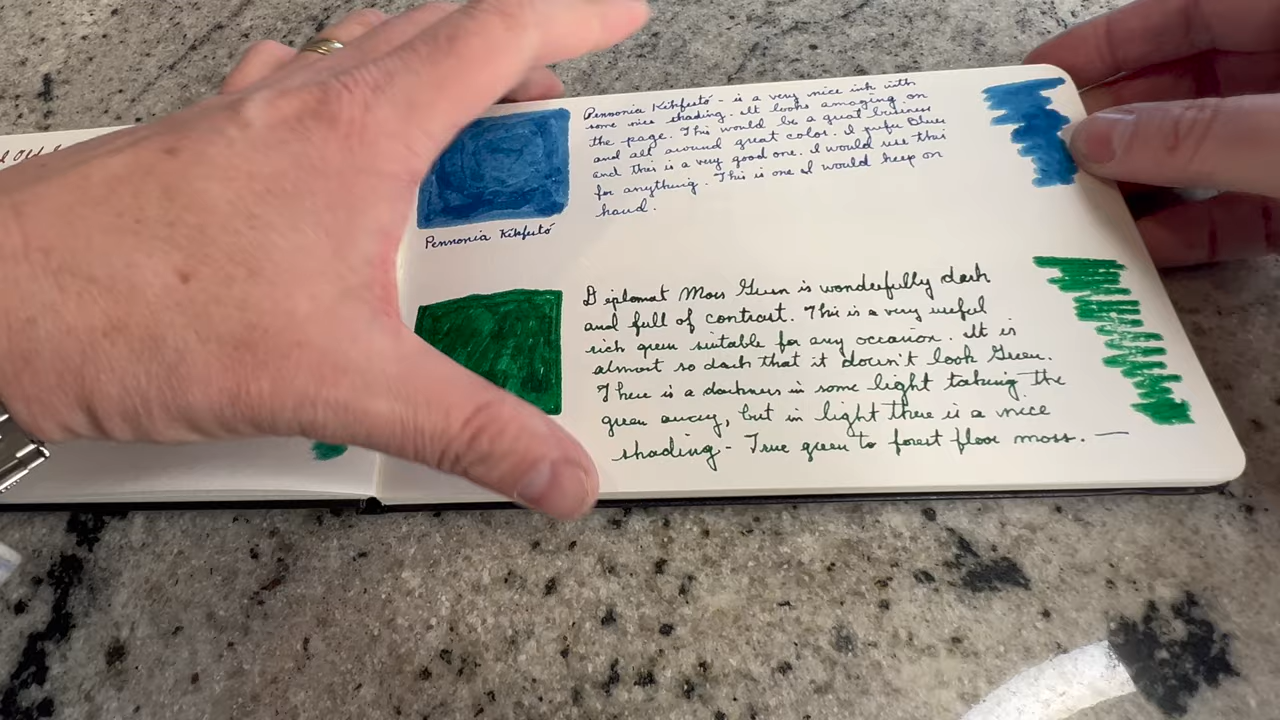 Old
Pennonia Kékfestó - is a very nice ink with
some nice shading. It looks amazing on
the page. This would be a great business
and all around great color. I prefer Blues
and this is a very good one. I would use this
for anything. This is one I would keep on
hand.
Pennonia Kékfestó
Diplomat Moss Green is wonderfully dark
and full of contrast. This is a very useful
rich green suitable for any occasion. It is
almost so dark that it doesn't look Green.
There is a darkness in some light taking the
green away, but in light there is a nice
shading - True green to forest floor moss. —